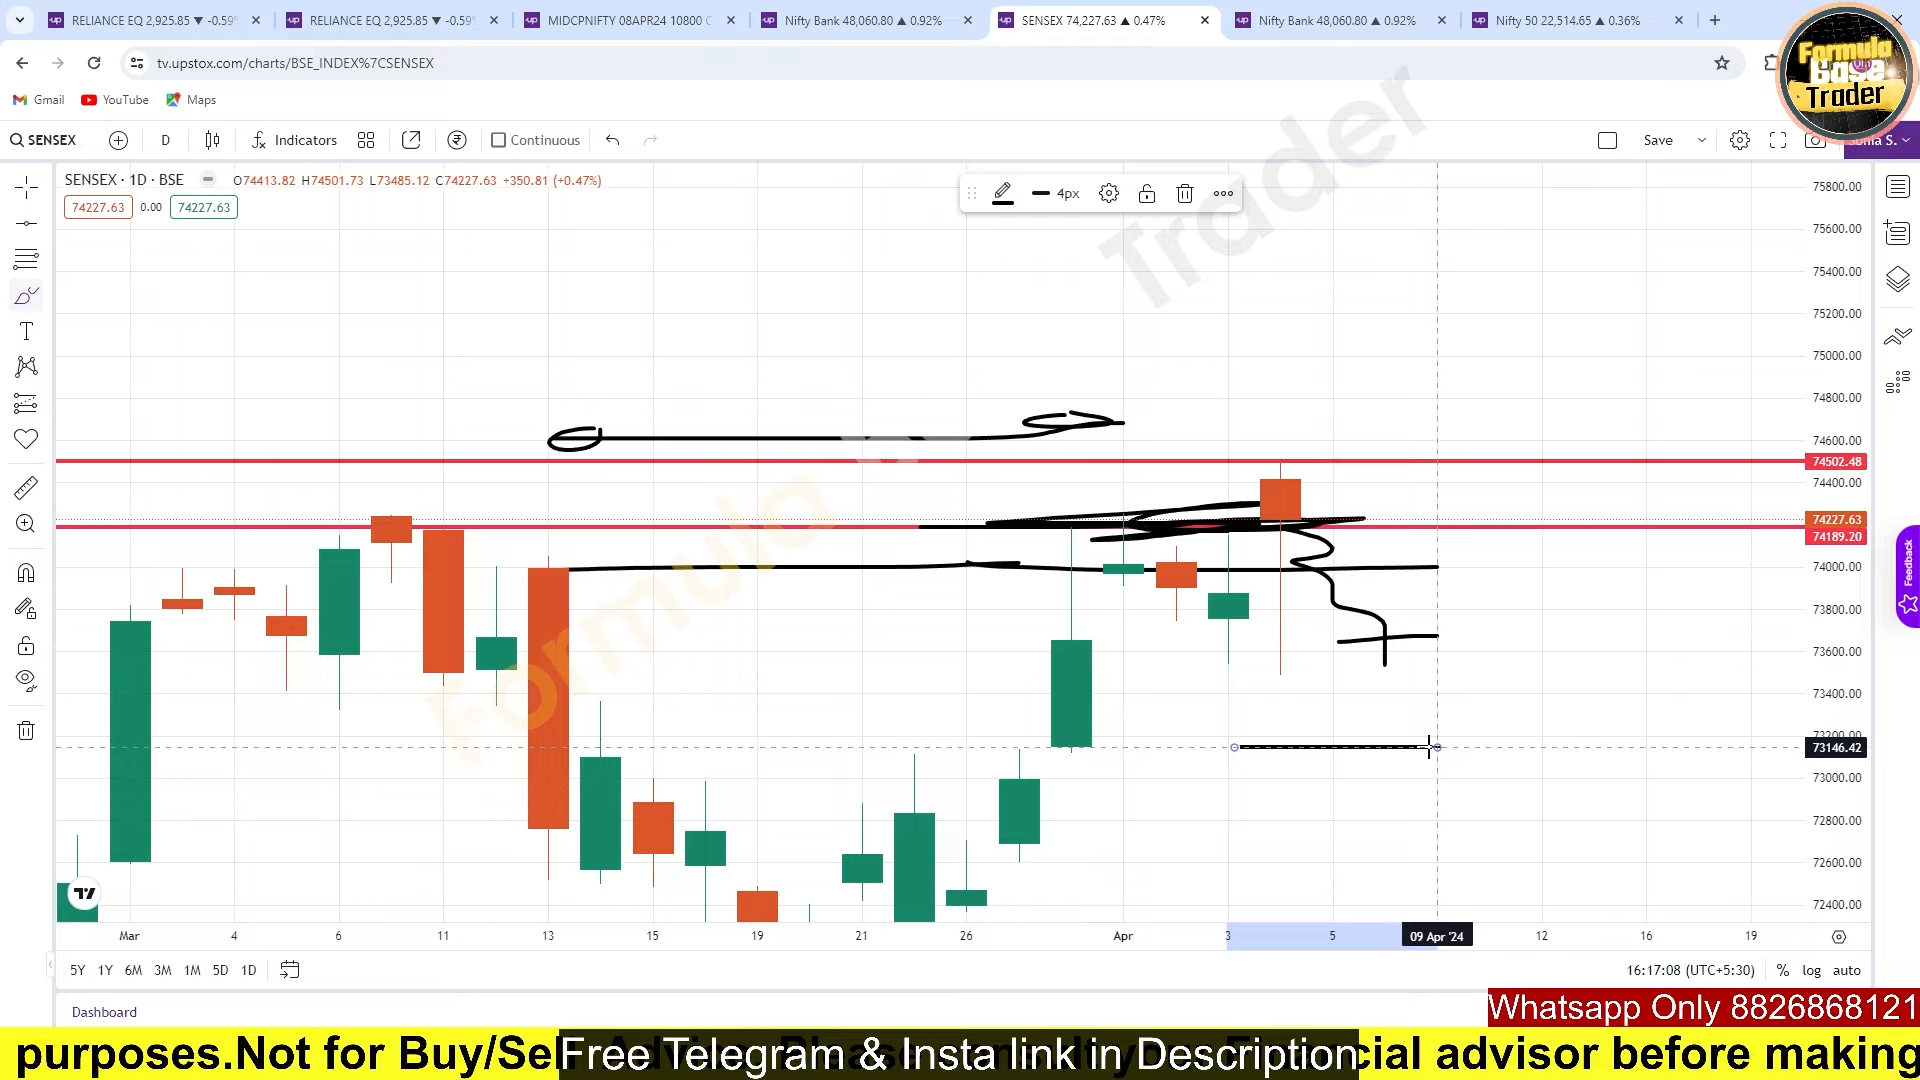 RELIANCE EQ 2,925.85 ▼ -0.59%
RELIANCE EQ 2,925.85 ▼ -0.59%
MIDCPNIFTY 08APR24 10800 C
Nifty Bank 48,060.80 ▲ 0.92%
SENSEX 74,227.63 ▲ 0.47%
Nifty Bank 48,060.80 ▲ 0.92%
Nifty 50 22,514.65 ▲ 0.36%
tv.upstox.com/charts/BSE_INDEX%7CSENSEX
Gmail
YouTube
Maps
Formula
Base
Trader
SENSEX
D
Indicators
Continuous
Save
Sonia S.
SENSEX · 1D · BSE
O74413.82 H74501.73 L73485.12 C74227.63 +350.81 (+0.47%)
74227.63
0.00
74227.63
4px
Trader
Formula
75800.00
75600.00
75400.00
75200.00
75000.00
74800.00
74600.00
74502.48
74400.00
74227.63
74189.20
74000.00
73800.00
73600.00
73400.00
73200.00
73146.42
73000.00
72800.00
72600.00
72400.00
Feedback
Mar
4
6
11
13
15
19
21
26
Apr
3
5
09 Apr '24
12
16
19
5Y
1Y
6M
3M
1M
5D
1D
16:17:08 (UTC+5:30)
%
log
auto
Dashboard
Whatsapp Only 8826868121
purposes.Not for Buy/Sel
Free Telegram & Insta link in Description
cial advisor before making